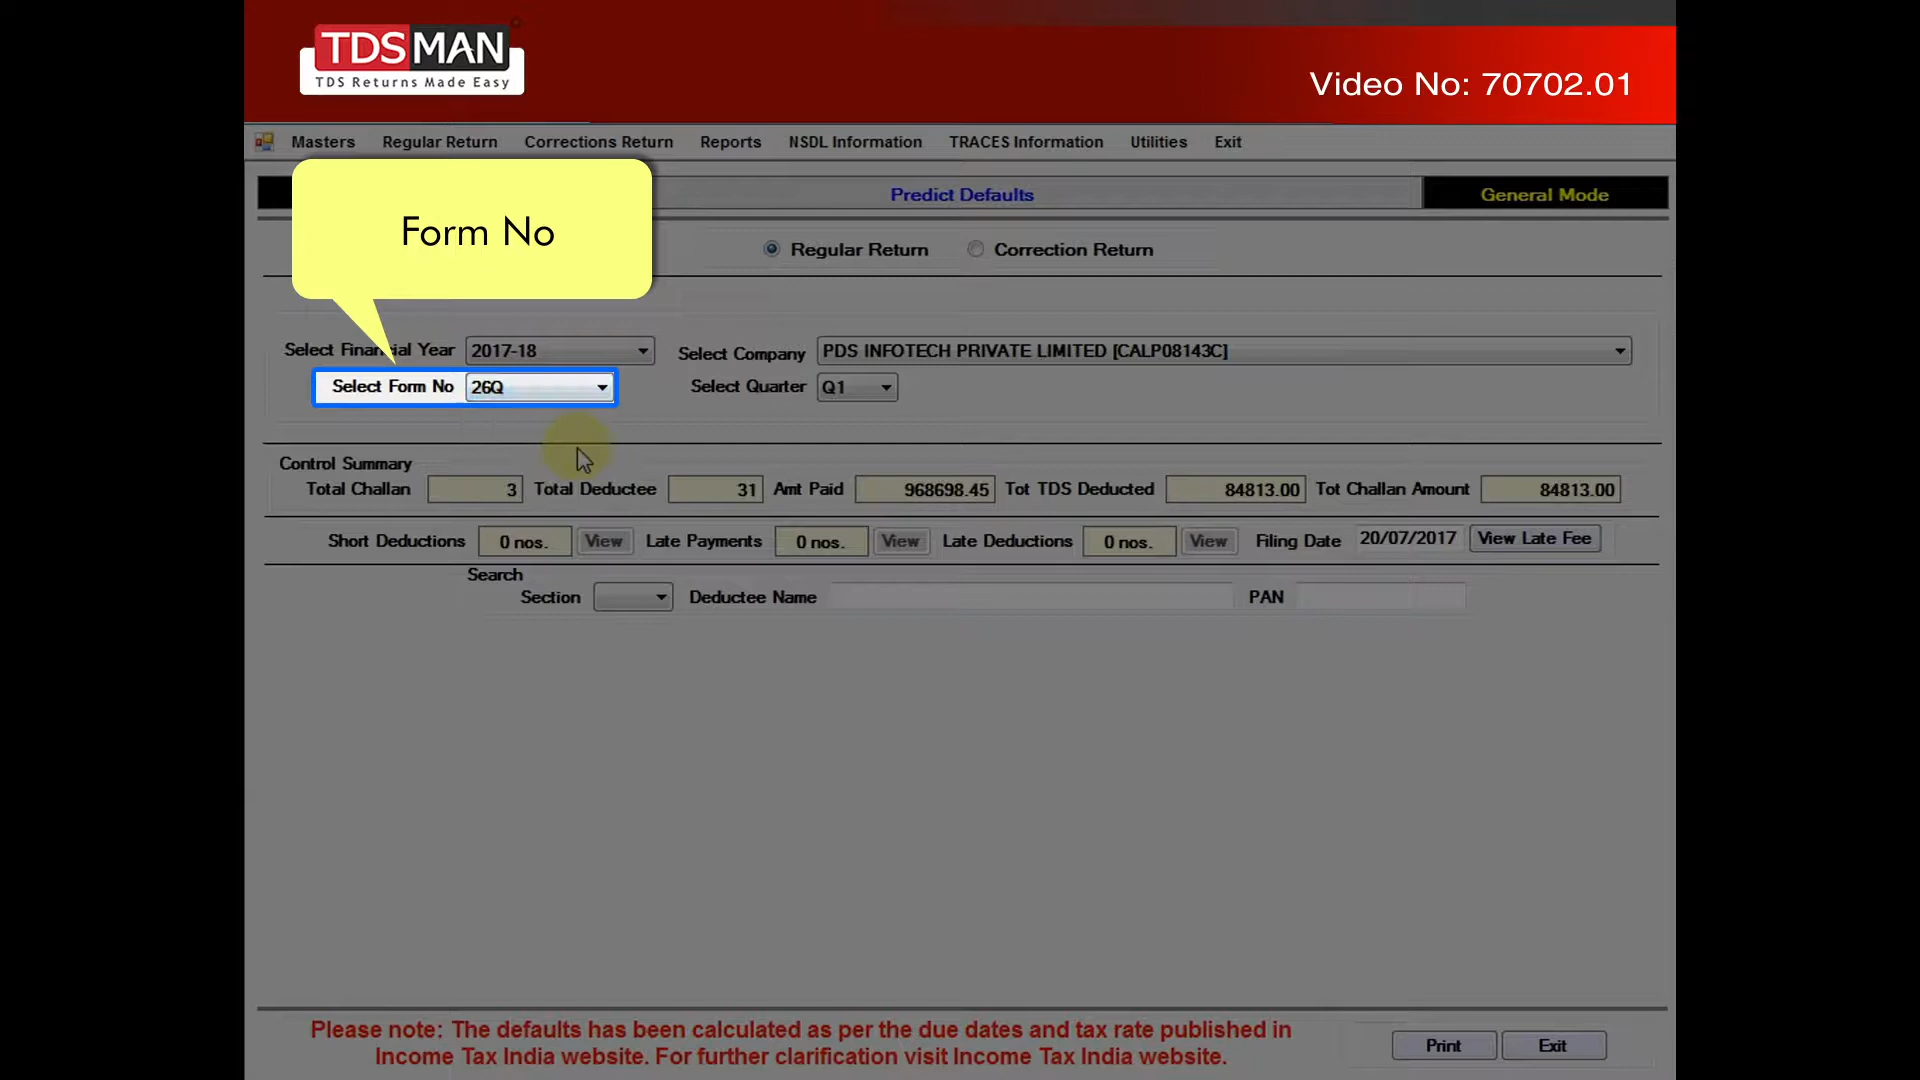 TDSMAN
TDS Returns Made Easy
Video No: 70702.01
Masters Regular Return Corrections Return Reports NSDL Information TRACES Information Utilities Exit
Form No
Predict Defaults
General Mode
Regular Return Correction Return
Select Financial Year 2017-18 Select Company PDS INFOTECH PRIVATE LIMITED [CALP08143C]
Select Form No 26Q Select Quarter Q1
Control Summary
Total Challan 3 Total Deductee 31 Amt Paid 968698.45 Tot TDS Deducted 84813.00 Tot Challan Amount 84813.00
Short Deductions 0 nos. View Late Payments 0 nos. View Late Deductions 0 nos. View Filing Date 20/07/2017 View Late Fee
Search
Section Deductee Name PAN
Please note: The defaults has been calculated as per the due dates and tax rate published in
Income Tax India website. For further clarification visit Income Tax India website.
Print Exit